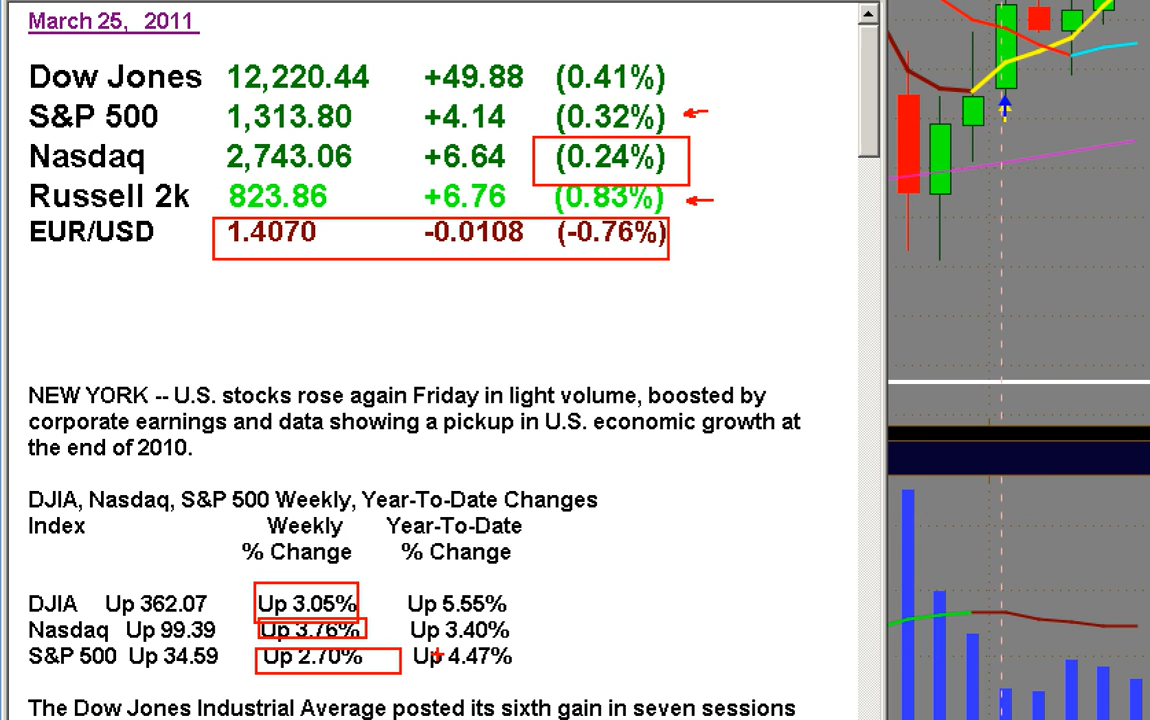 March 25, 2011
Dow Jones 12,220.44 +49.88 (0.41%)
S&P 500 1,313.80 +4.14 (0.32%)
Nasdaq 2,743.06 +6.64 (0.24%)
Russell 2k 823.86 +6.76 (0.83%)
EUR/USD 1.4070 -0.0108 (-0.76%)
NEW YORK -- U.S. stocks rose again Friday in light volume, boosted by
corporate earnings and data showing a pickup in U.S. economic growth at
the end of 2010.
DJIA, Nasdaq, S&P 500 Weekly, Year-To-Date Changes
Index Weekly Year-To-Date
% Change % Change
DJIA Up 362.07 Up 3.05% Up 5.55%
Nasdaq Up 99.39 Up 3.76% Up 3.40%
S&P 500 Up 34.59 Up 2.70% Up 4.47%
The Dow Jones Industrial Average posted its sixth gain in seven sessions